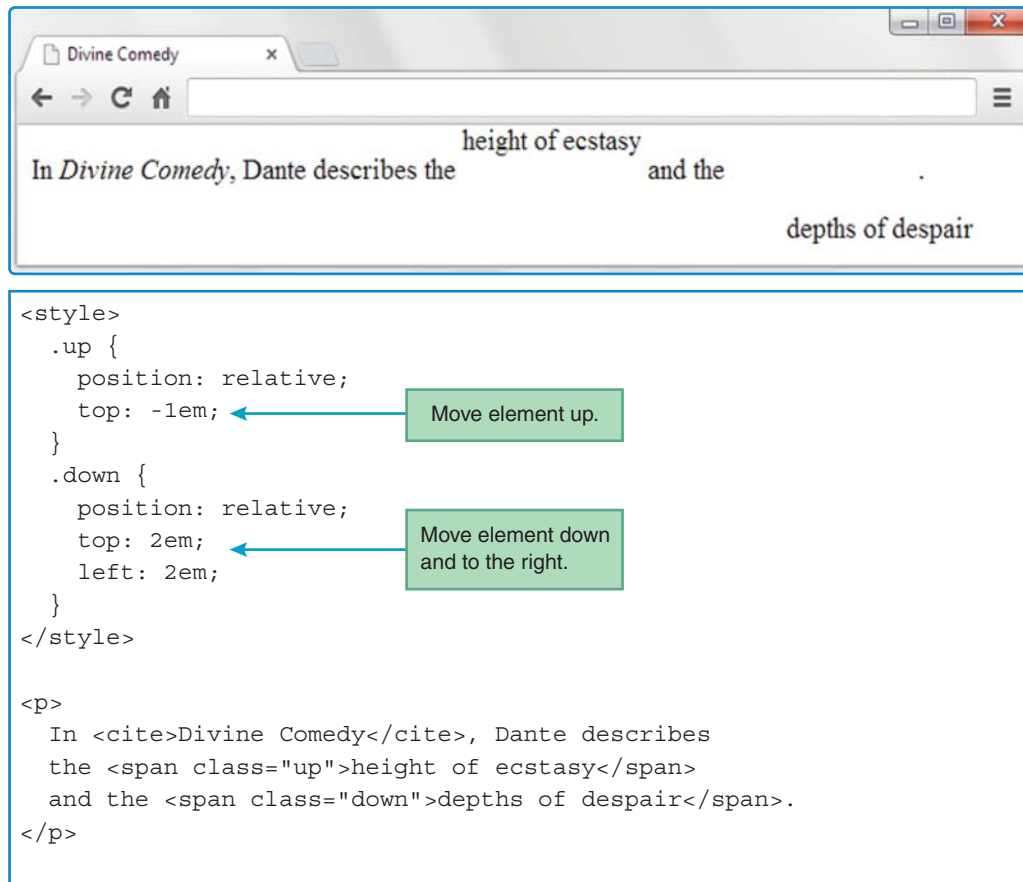 Divine Comedy
height of ecstasy
In Divine Comedy, Dante describes the and the .
depths of despair
<style>
.up {
position: relative;
top: -1em;
Move element up.
}
.down {
position: relative;
top: 2em;
Move element down
and to the right.
left: 2em;
}
</style>
<p>
In <cite>Divine Comedy</cite>, Dante describes
the <span class="up">height of ecstasy</span>
and the <span class="down">depths of despair</span>.
</p>